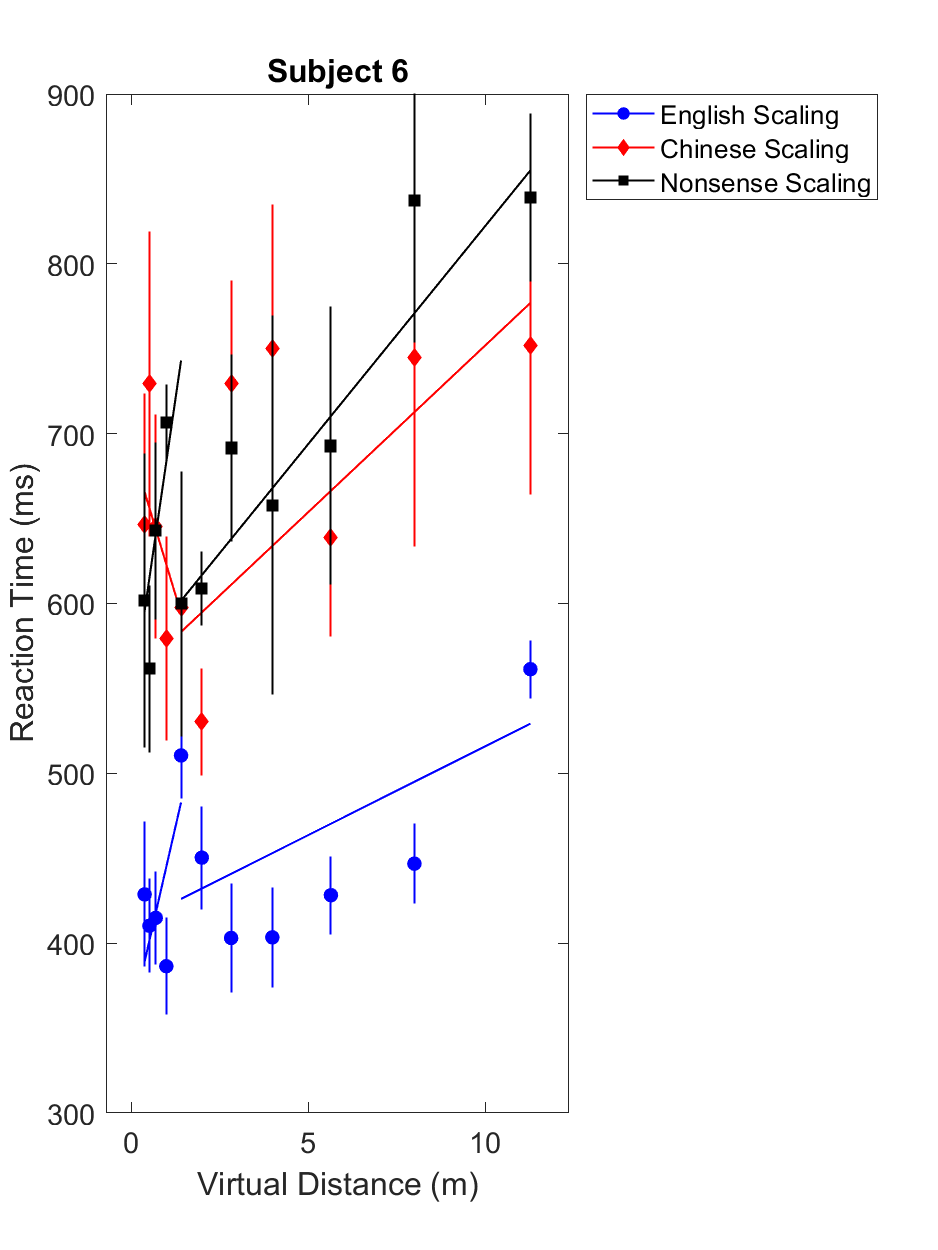 Subject 6
900
800
700
600
500
400
300
0
5
10
Reaction Time (ms)
Virtual Distance (m)
English Scaling
Chinese Scaling
Nonsense Scaling